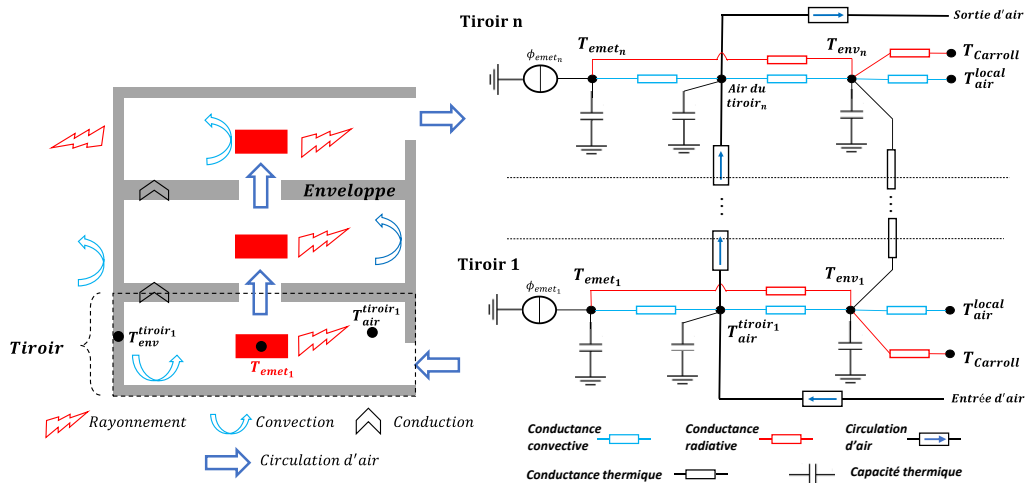 Enveloppe
Tiroir
T_env^tiroir_1
T_air^tiroir_1
T_emet_1
Rayonnement
Convection
Conduction
Circulation d'air
Tiroir n
Sortie d'air
ϕ_emet_n
T_emet_n
T_env_n
T_Carroll
T_air^local
Air du
tiroir_n
Tiroir 1
ϕ_emet_1
T_emet_1
T_env_1
T_air^tiroir_1
T_air^local
T_Carroll
Entrée d'air
Conductance
convective
Conductance
radiative
Circulation
d'air
Conductance thermique
Capacité thermique